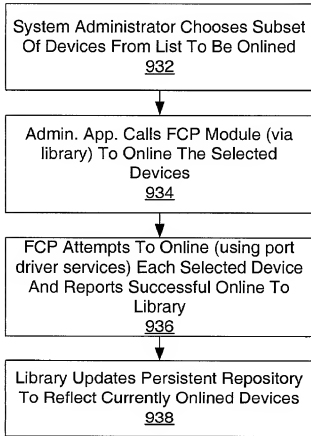 System Administrator Chooses Subset
Of Devices From List To Be Onlined
932
Admin. App. Calls FCP Module (via
library) To Online The Selected
Devices
934
FCP Attempts To Online (using port
driver services) Each Selected Device
And Reports Successful Online To
Library
936
Library Updates Persistent Repository
To Reflect Currently Onlined Devices
938